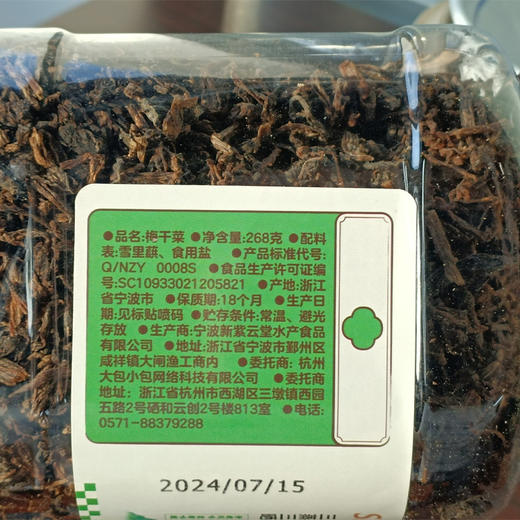 ●品名:梅干菜 ●净含量:268克 ●配料
表:雪里蕻、食用盐 ●产品标准代号:
Q/NZY 0008S ●食品生产许可证编
号:SC10933021205821 ●产地:浙江
省宁波市 ●保质期:18个月 ●生产日
期:见标贴喷码 ●贮存条件:常温、避光
存放 ●生产商:宁波新紫云堂水产食品
有限公司 ●地址:浙江省宁波市鄞州区
咸祥镇大闸渔工商内 ●委托商: 杭州
大包小包网络科技有限公司 ●委托商
地址: 浙江省杭州市西湖区三墩镇西园
五路2号硒和云创2号楼813室 ●电话:
0571-88379288
2024/07/15